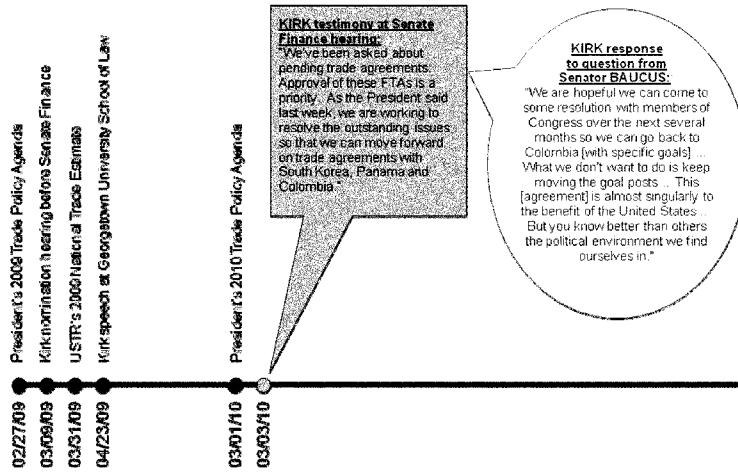 KIRK testimony at Senate
Finance hearing:
"We've been asked about
pending trade agreements.
Approval of these FTAs is a
priority. As the President said
last week, we are working to
resolve the outstanding issues
so that we can move forward
on trade agreements with
South Korea, Panama and
Colombia."
KIRK response
to question from
Senator BAUCUS:
"We are hopeful we can come to
some resolution with members of
Congress over the next several
months so we can go back to
Colombia [with specific goals] ...
What we don't want to do is keep
moving the goal posts ... This
[agreement] is almost singularly to
the benefit of the United States ...
But you know better than others
the political environment we find
ourselves in."
President's 2009 Trade Policy Agenda
Kirk nomination hearing before Senate Finance
USTR's 2009 National Trade Estimate
Kirk speech at Georgetown University School of Law
President's 2010 Trade Policy Agenda
02/27/09
03/09/09
03/31/09
04/23/09
03/01/10
03/03/10